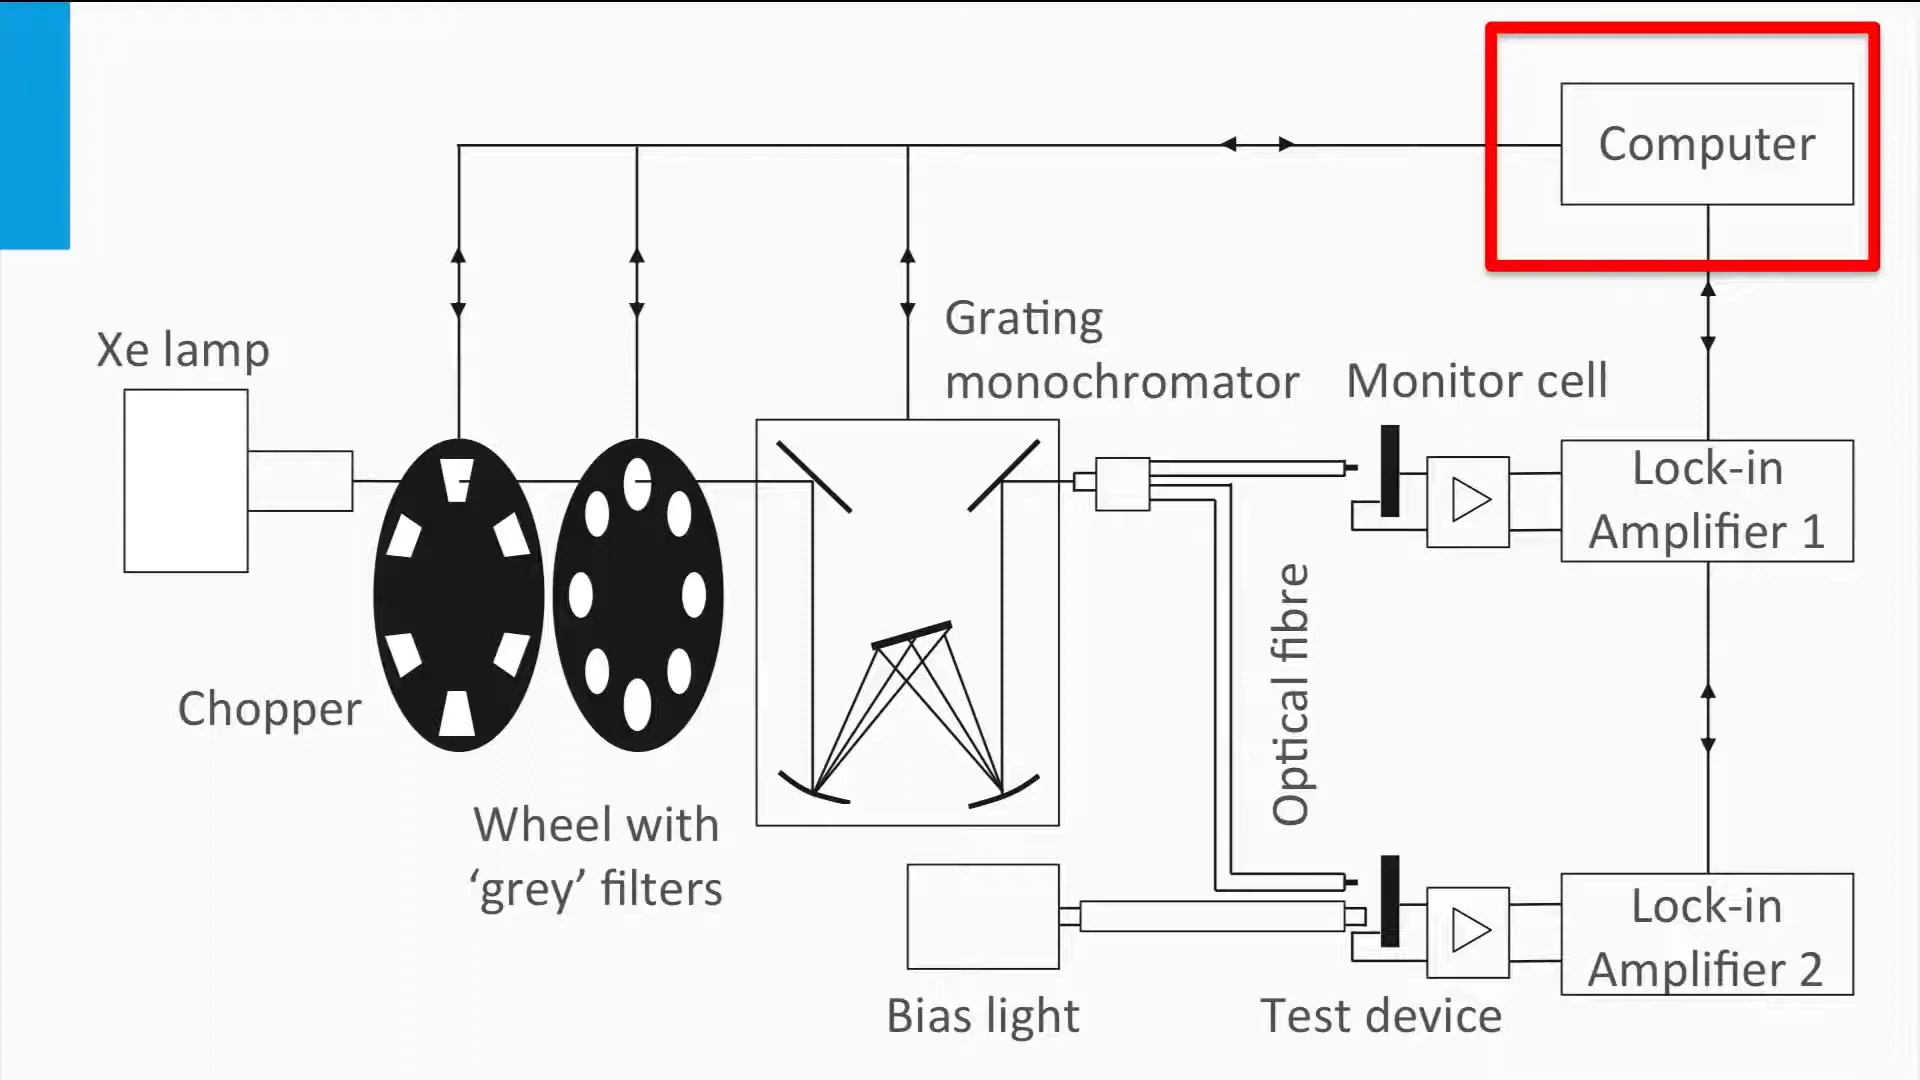 Computer
Xe lamp
Grating
monochromator
Monitor cell
Lock-in
Amplifier 1
Optical fibre
Chopper
Wheel with
‘grey’ filters
Bias light
Test device
Lock-in
Amplifier 2